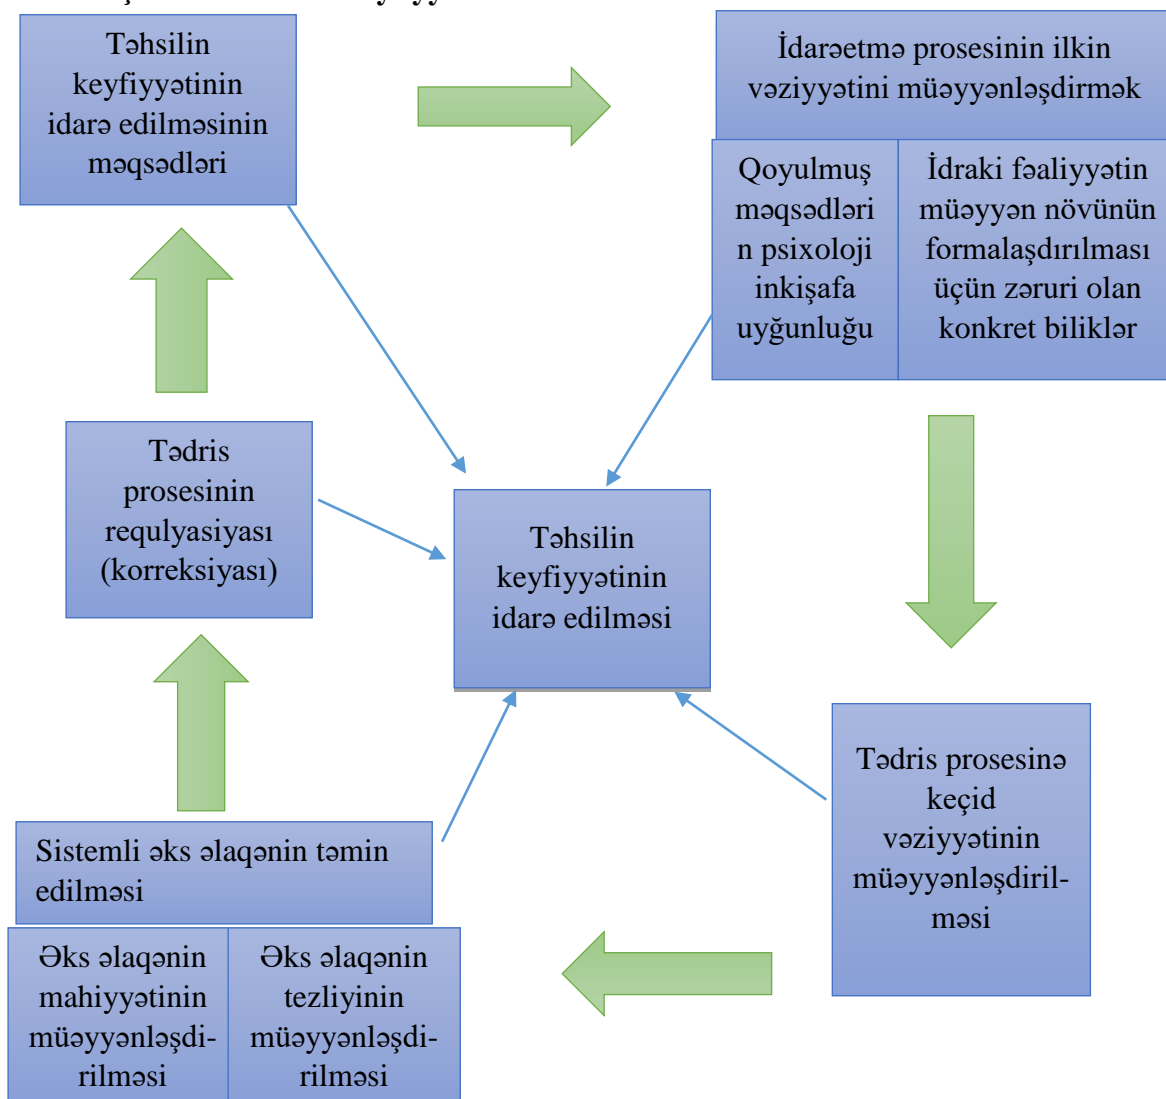 Təhsilin
keyfiyyətinin
idarə edilməsinin
məqsədləri
İdarəetmə prosesinin ilkin
vəziyyətini müəyyənləşdirmək
Qoyulmuş
məqsədləri
n psixoloji
inkişafa
uyğunluğu
İdraki fəaliyyətin
müəyyən növünün
formalaşdırılması
üçün zəruri olan
konkret biliklər
Tədris
prosesinin
requlyasiyası
(korreksiyası)
Təhsilin
keyfiyyətinin
idarə edilməsi
Tədris prosesinə
keçid
vəziyyətinin
müəyyənləşdiril-
məsi
Sistemli əks əlaqənin təmin
edilməsi
Əks əlaqənin
mahiyyətinin
müəyyənləşdi-
rilməsi
Əks əlaqənin
tezliyinin
müəyyənləşdi-
rilməsi